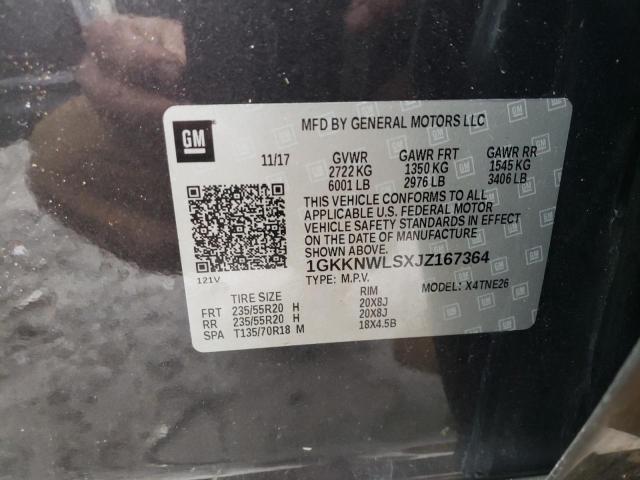 GM
MFD BY GENERAL MOTORS LLC
11/17 GVWR GAWR FRT GAWR RR
2722 KG 1350 KG 1545 KG
6001 LB 2976 LB 3406 LB
THIS VEHICLE CONFORMS TO ALL
APPLICABLE U.S. FEDERAL MOTOR
VEHICLE SAFETY STANDARDS IN EFFECT
ON THE DATE OF MANUFACTURE
SHOWN ABOVE.
1GKKNWLSXJZ167364
121V
TYPE: M.P.V. MODEL: X4TNE26
TIRE SIZE RIM
FRT 235/55R20 H 20X8J
RR 235/55R20 H 20X8J
SPA T135/70R18 M 18X4.5B